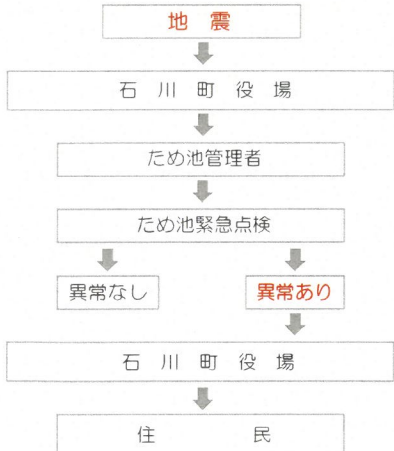 地 震
石 川 町 役 場
ため池管理者
ため池緊急点検
異常なし 異常あり
石 川 町 役 場
住 民